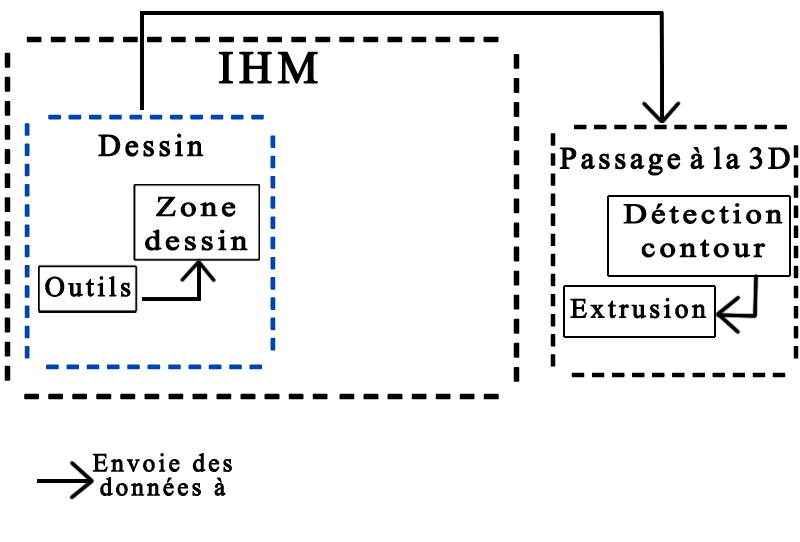 IHM
Dessin
Zone
dessin
Outils
Passage à la 3D
Détection
contour
Extrusion
Envoie des
données à